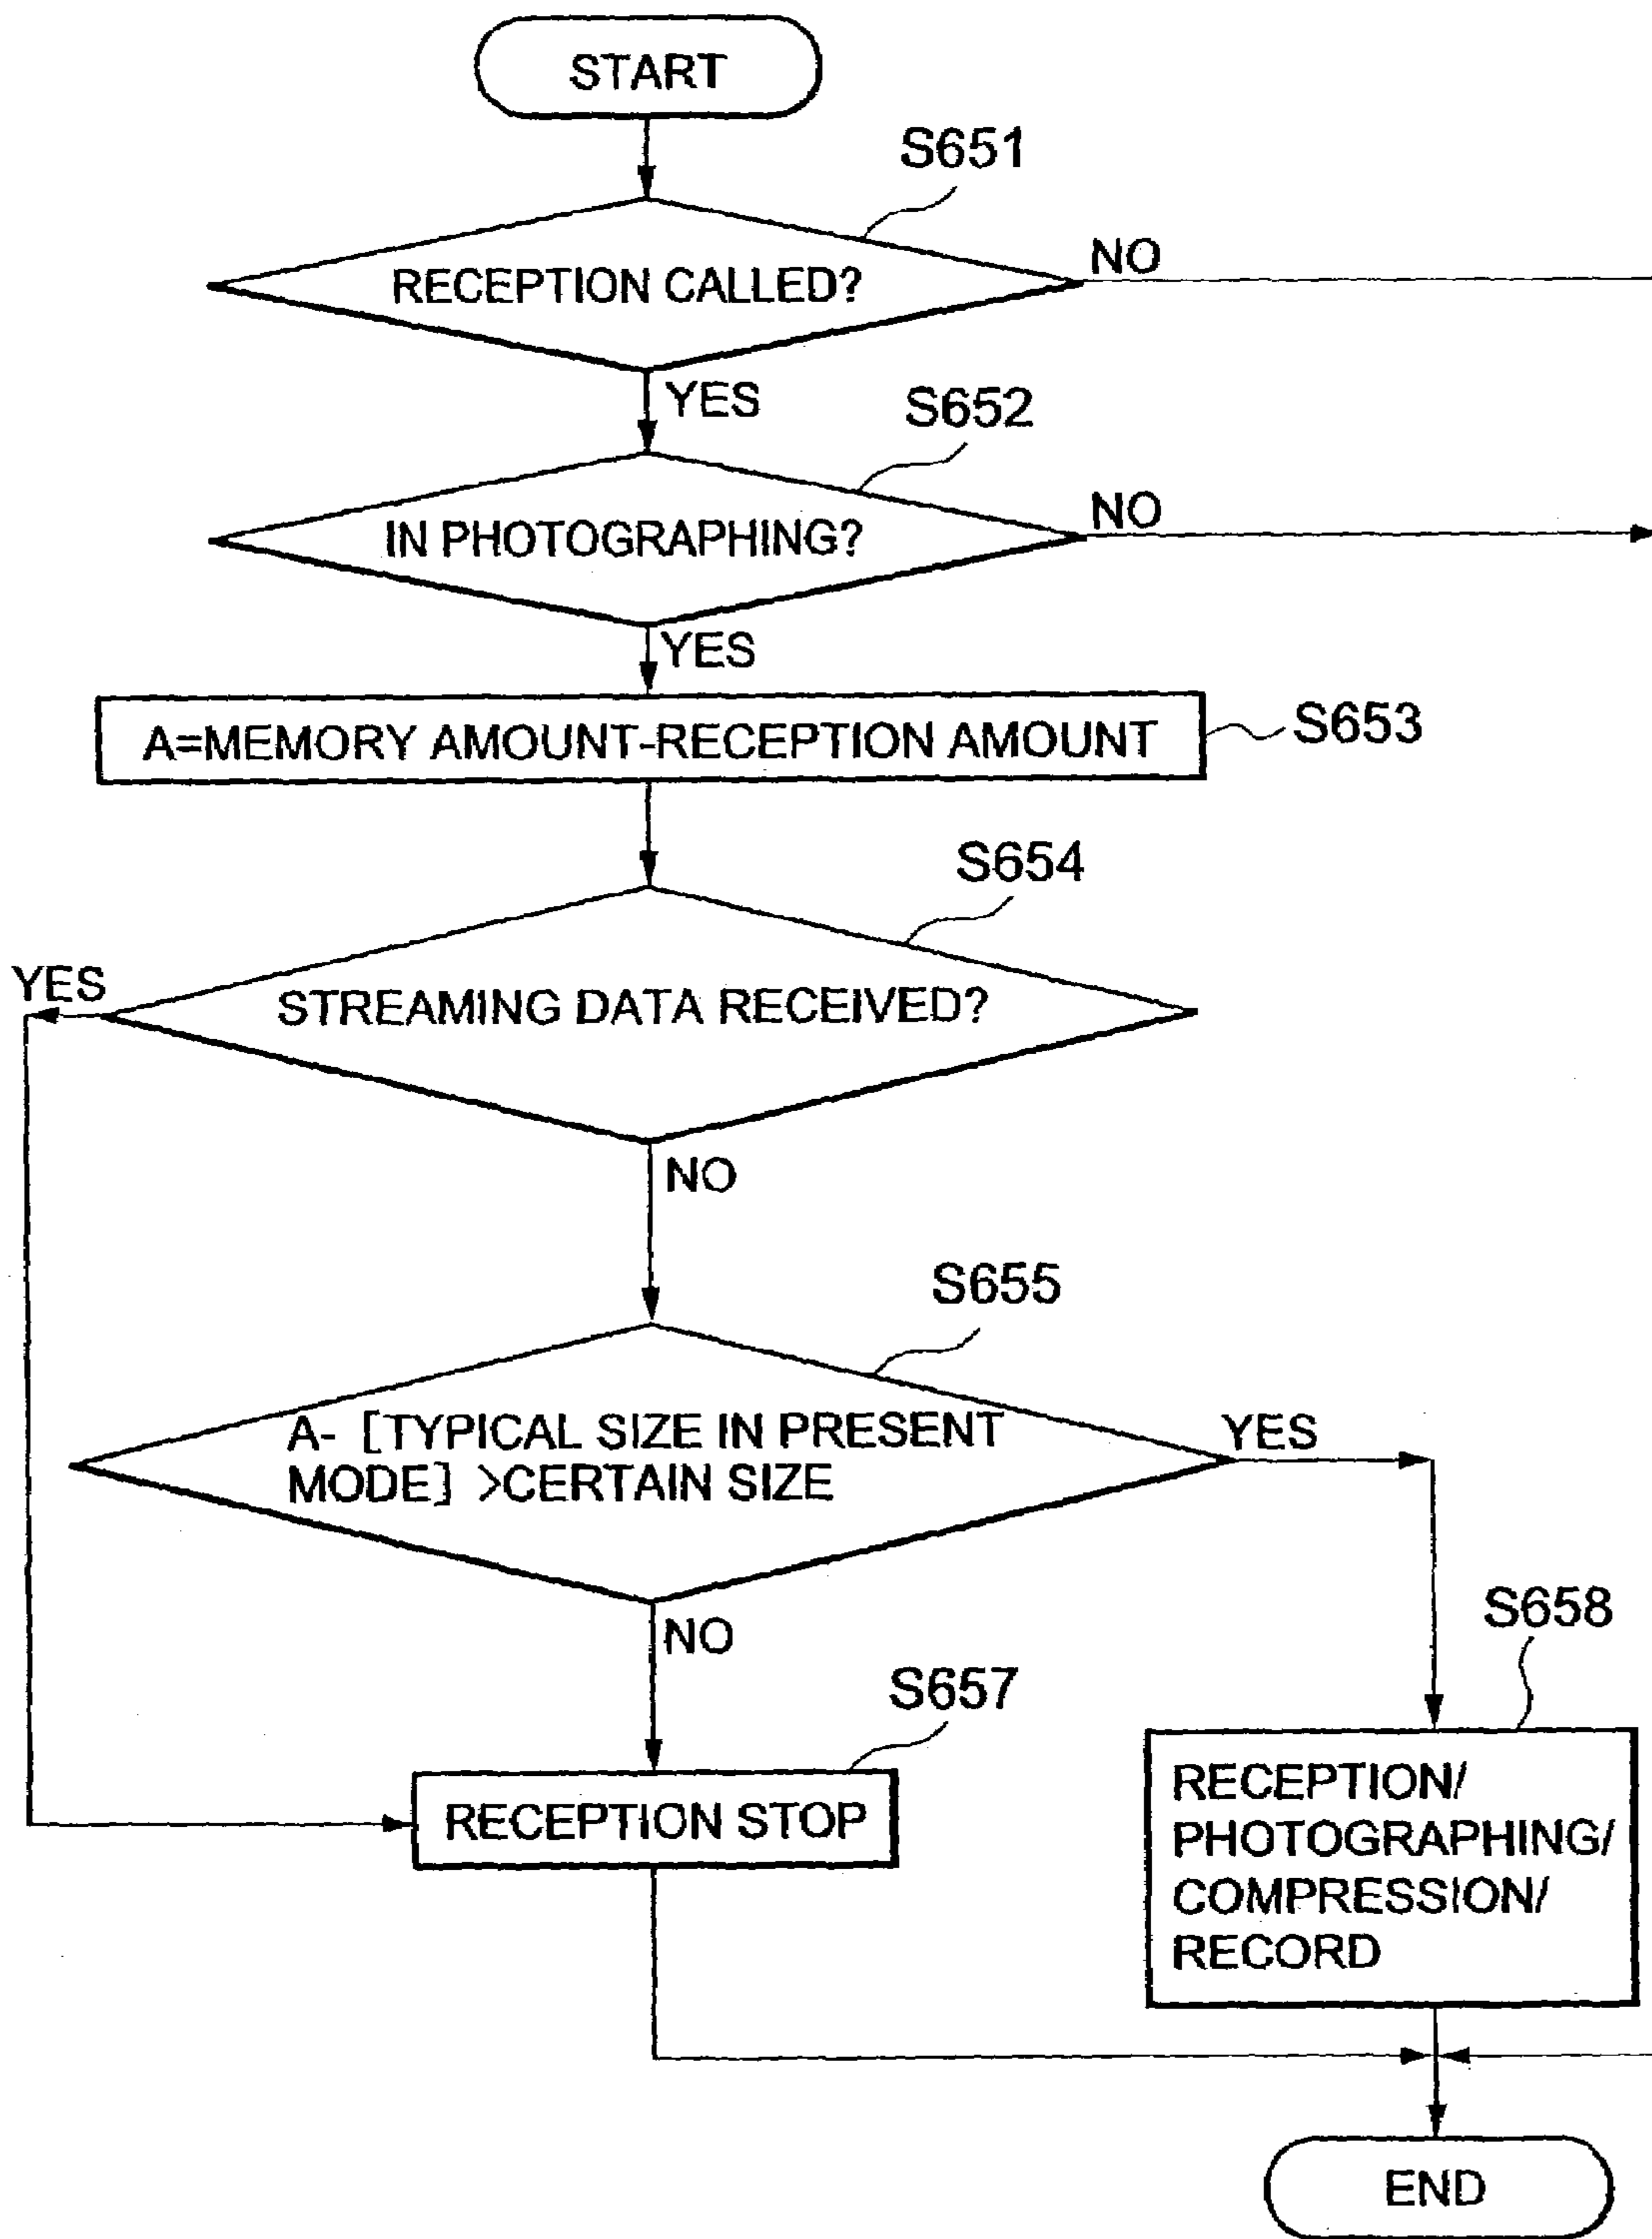 START
S651
RECEPTION CALLED?
NO
YES
S652
IN PHOTOGRAPHING?
NO
YES
A=MEMORY AMOUNT-RECEPTION AMOUNT
S653
S654
YES
STREAMING DATA RECEIVED?
NO
S655
A- [TYPICAL SIZE IN PRESENT
MODE] >CERTAIN SIZE
YES
NO
S658
S657
RECEPTION STOP
RECEPTION/
PHOTOGRAPHING/
COMPRESSION/
RECORD
END